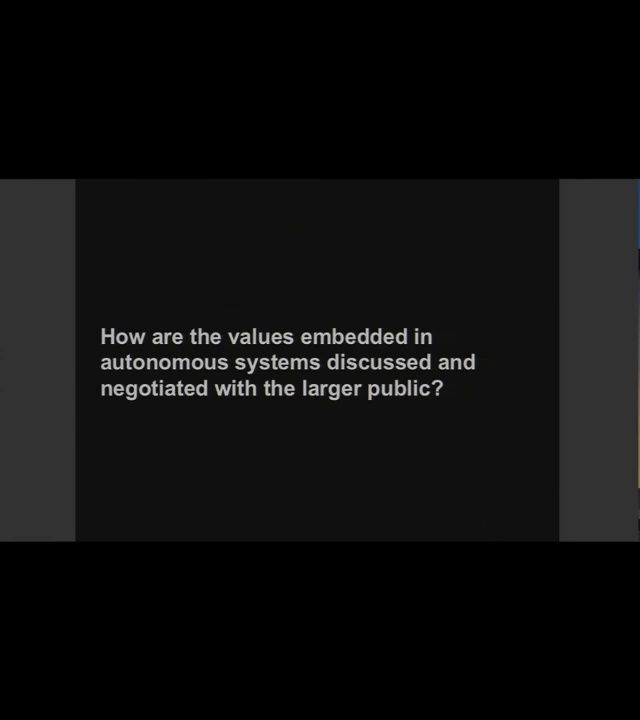 How are the values embedded in
autonomous systems discussed and
negotiated with the larger public?